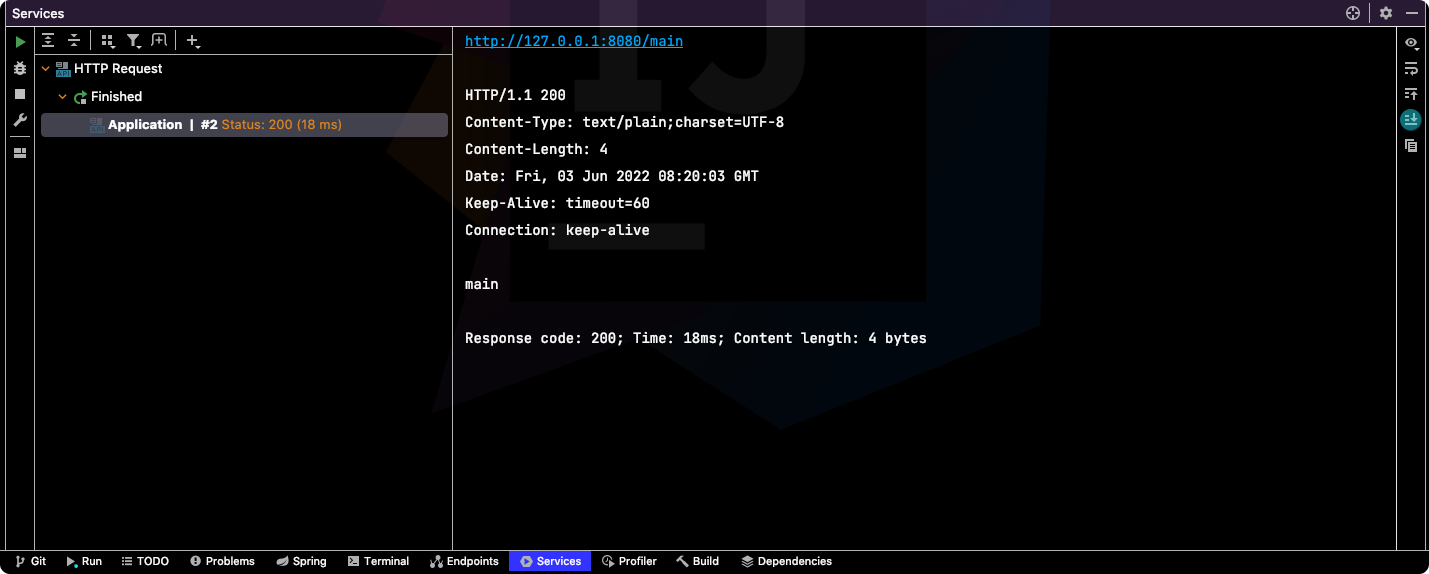 Services
HTTP Request
Finished
Application | #2 Status: 200 (18 ms)
http://127.0.0.1:8080/main
HTTP/1.1 200
Content-Type: text/plain;charset=UTF-8
Content-Length: 4
Date: Fri, 03 Jun 2022 08:20:03 GMT
Keep-Alive: timeout=60
Connection: keep-alive
main
Response code: 200; Time: 18ms; Content length: 4 bytes
Git Run TODO Problems Spring Terminal Endpoints Services Profiler Build Dependencies